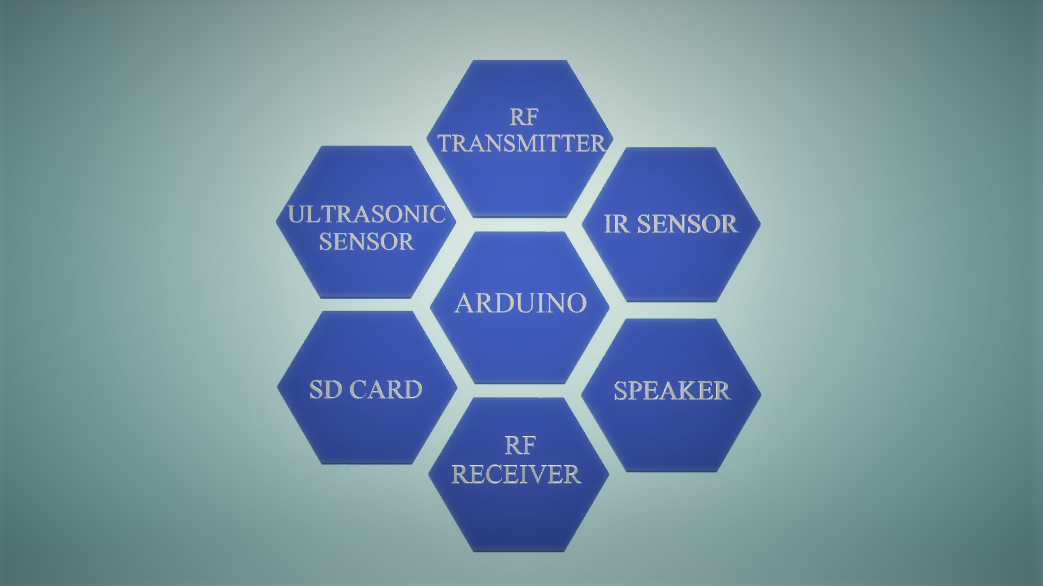 RF
TRANSMITTER
ULTRASONIC
SENSOR
IR SENSOR
ARDUINO
SD CARD
SPEAKER
RF
RECEIVER